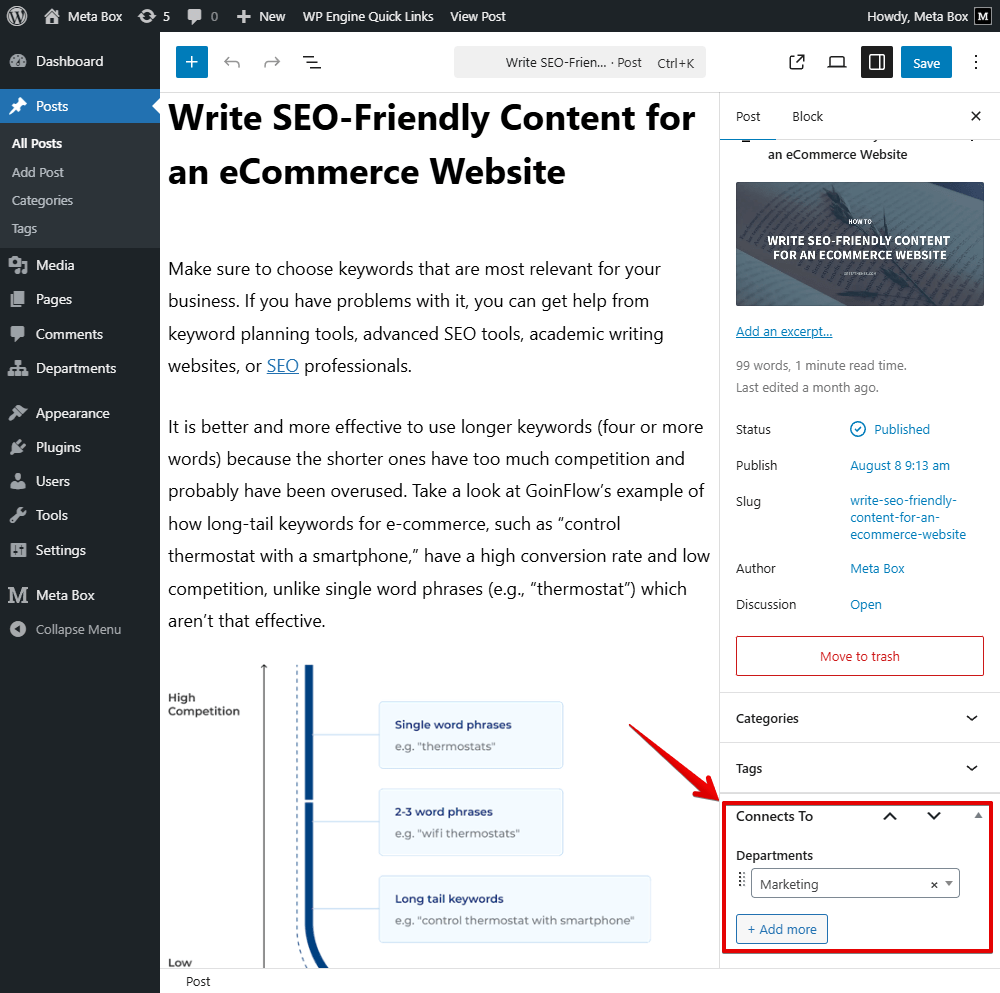 Meta Box 5 0 New WP Engine Quick Links View Post Howdy, Meta Box M
Dashboard
Posts
All Posts
Add Post
Categories
Tags
Media
Pages
Comments
Departments
Appearance
Plugins
Users
Tools
Settings
Meta Box
Collapse Menu
Write SEO-Frien... · Post Ctrl+K
Save
Write SEO-Friendly Content for
an eCommerce Website
Make sure to choose keywords that are most relevant for your
business. If you have problems with it, you can get help from
keyword planning tools, advanced SEO tools, academic writing
websites, or SEO professionals.
It is better and more effective to use longer keywords (four or more
words) because the shorter ones have too much competition and
probably have been overused. Take a look at GoinFlow’s example of
how long-tail keywords for e-commerce, such as “control
thermostat with a smartphone,” have a high conversion rate and low
competition, unlike single word phrases (e.g., “thermostat”) which
aren’t that effective.
High
Competition
Single word phrases
e.g. "thermostats"
2-3 word phrases
e.g. "wifi thermostats"
Long tail keywords
e.g. "control thermostat with smartphone"
Low
Post
Post Block
an eCommerce Website
HOW TO
WRITE SEO-FRIENDLY CONTENT
FOR AN ECOMMERCE WEBSITE
Add an excerpt...
99 words, 1 minute read time.
Last edited a month ago.
Status Published
Publish August 8 9:13 am
Slug write-seo-friendly-
content-for-an-
ecommerce-website
Author Meta Box
Discussion Open
Move to trash
Categories
Tags
Connects To
Departments
Marketing ×
+ Add more